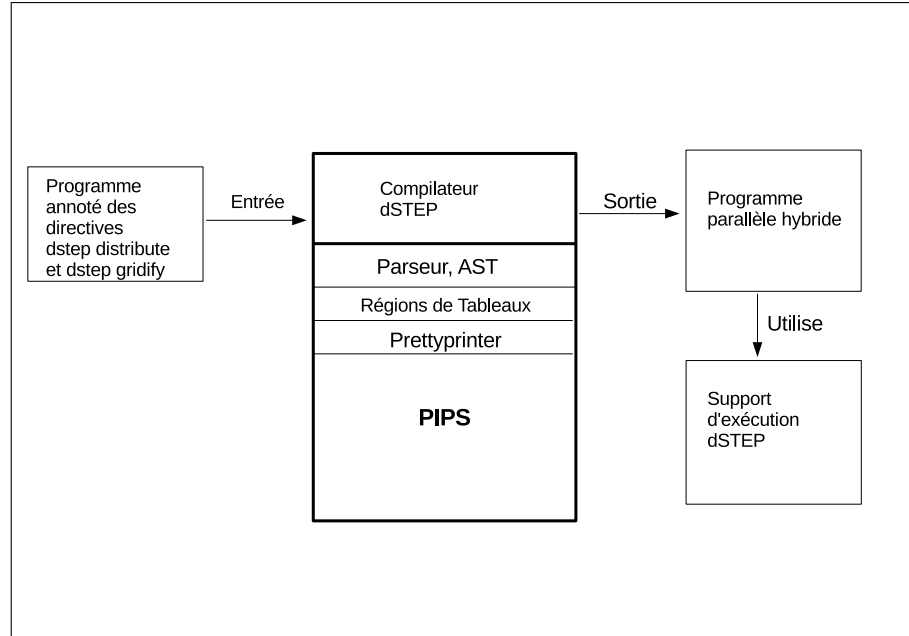 Programme
annoté des
directives
dstep distribute
et dstep gridify
Entrée
Compilateur
dSTEP
Parseur, AST
Régions de Tableaux
Prettyprinter
PIPS
Sortie
Programme
parallèle hybride
Utilise
Support
d'exécution
dSTEP